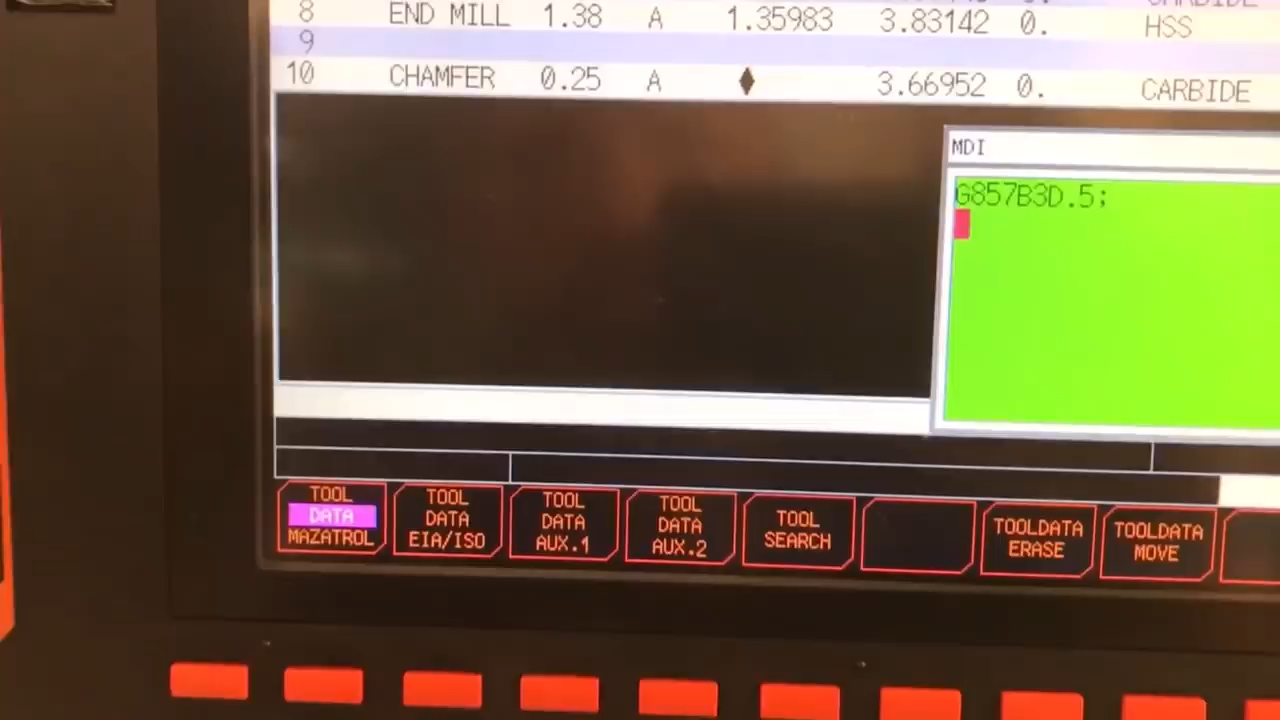 8 END MILL 1.38 A 1.35983 3.83142 0. HSS
9
10 CHAMFER 0.25 A ♦ 3.66952 0. CARBIDE
MDI
G857B3D.5;
TOOL DATA MAZATROL
TOOL DATA EIA/ISO
TOOL DATA AUX.1
TOOL DATA AUX.2
TOOL SEARCH
TOOLDATA ERASE
TOOLDATA MOVE